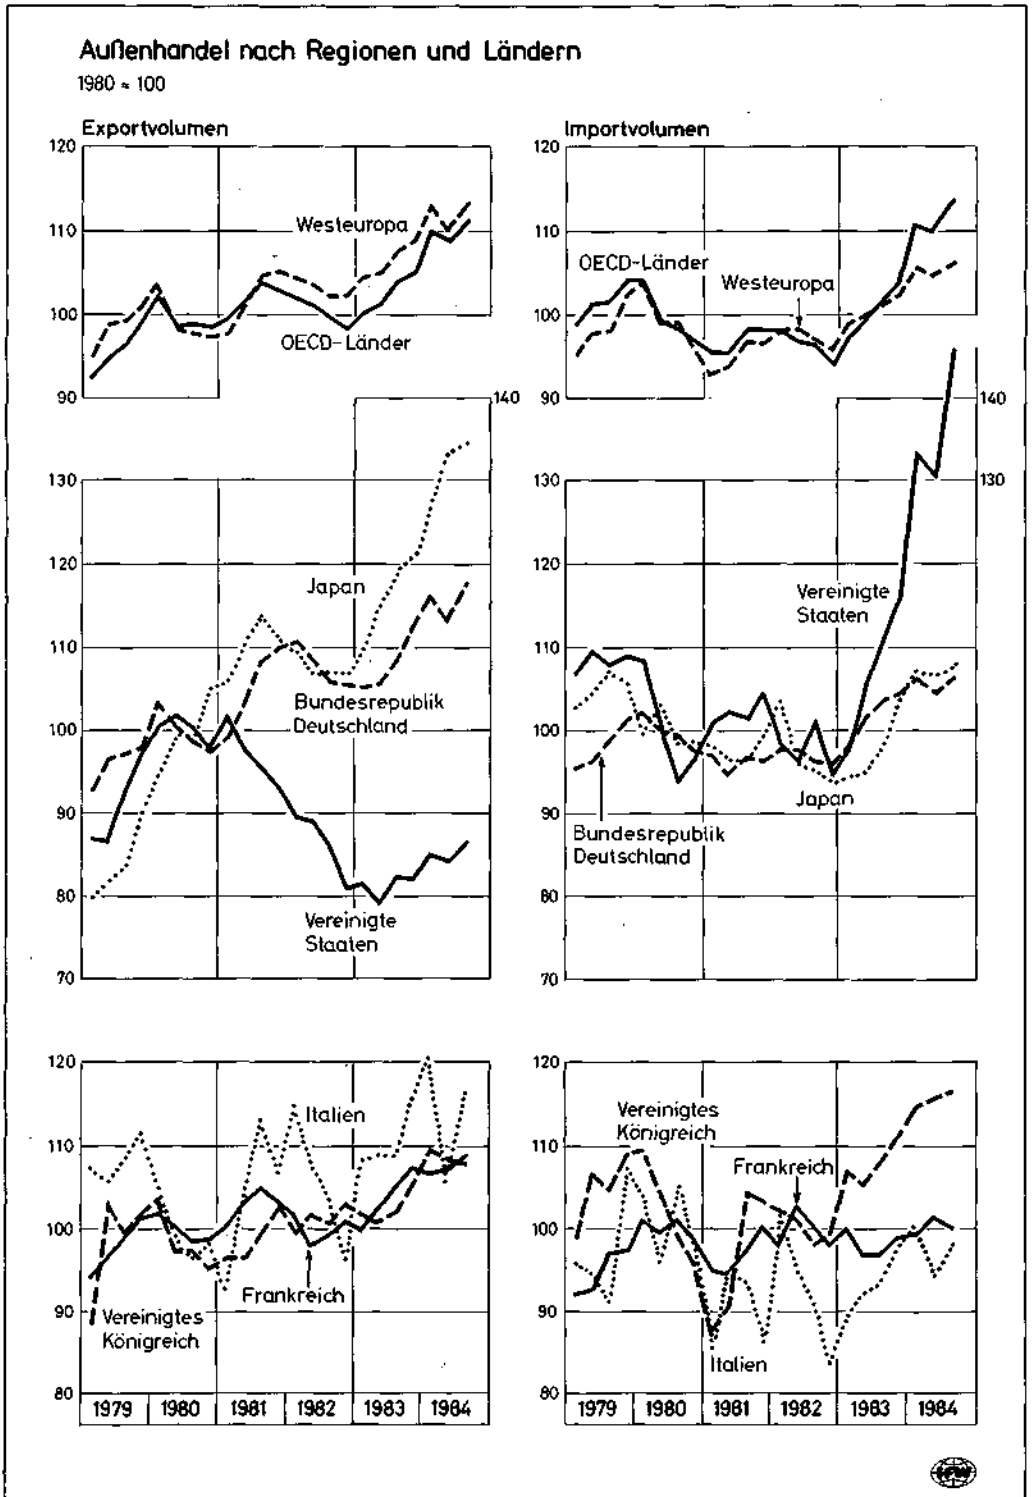 Außenhandel nach Regionen und Ländern
1980 = 100
Exportvolumen
120
110
100
90
Westeuropa
OECD-Länder
Importvolumen
120
110
100
90
OECD-Länder
Westeuropa
140
130
120
110
100
90
80
70
Japan
Bundesrepublik
Deutschland
Vereinigte
Staaten
140
130
130
120
110
100
90
80
70
Vereinigte
Staaten
Japan
Bundesrepublik
Deutschland
120
110
100
90
80
Italien
Frankreich
Vereinigtes
Königreich
1979 1980 1981 1982 1983 1984
120
110
100
90
80
Vereinigtes
Königreich
Frankreich
Italien
1979 1980 1981 1982 1983 1984
IfW